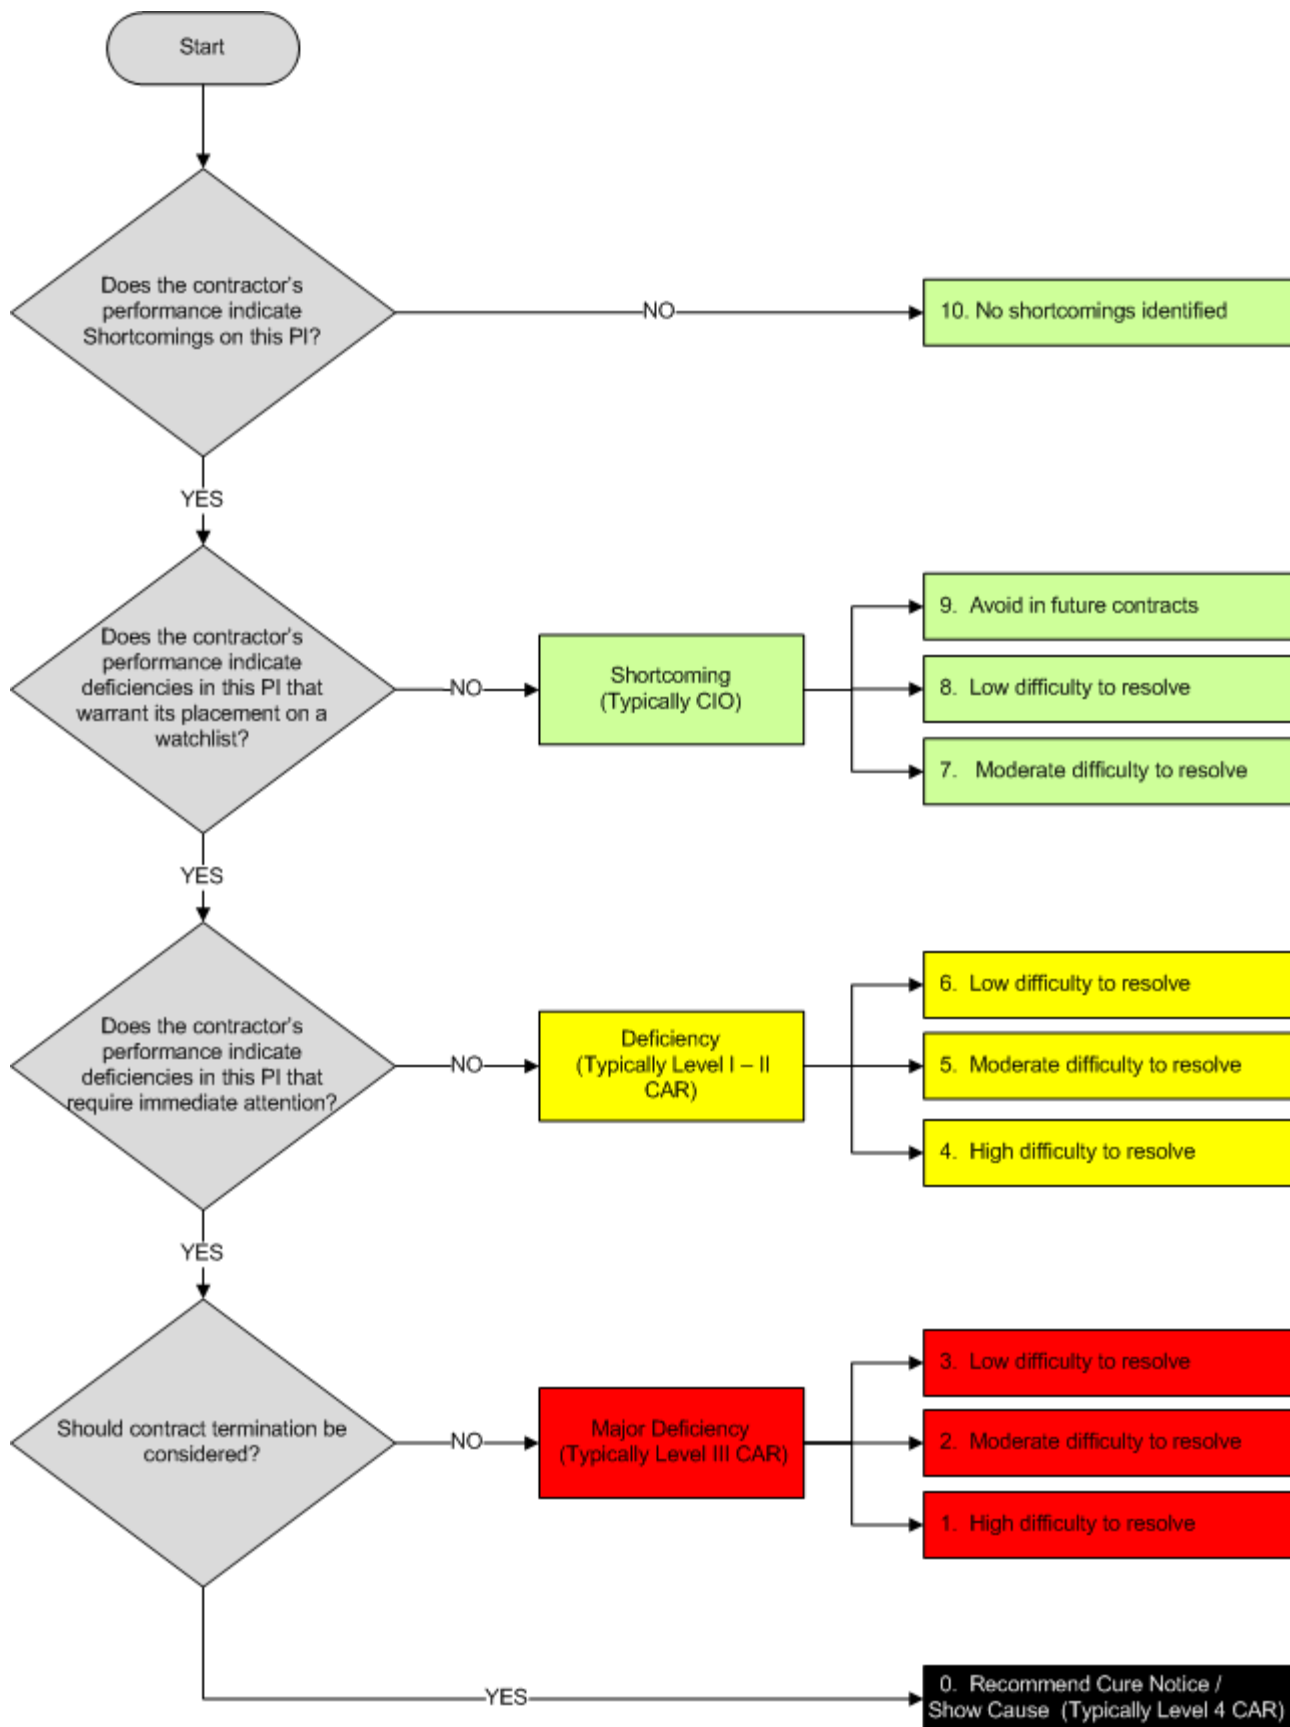 Start
Does the contractor's
performance indicate
Shortcomings on this PI?
NO
10. No shortcomings identified
YES
Does the contractor's
performance indicate
deficiencies in this PI that
warrant its placement on a
watchlist?
NO
Shortcoming
(Typically CIO)
9. Avoid in future contracts
8. Low difficulty to resolve
7. Moderate difficulty to resolve
YES
Does the contractor's
performance indicate
deficiencies in this PI that
require immediate attention?
NO
Deficiency
(Typically Level I – II
CAR)
6. Low difficulty to resolve
5. Moderate difficulty to resolve
4. High difficulty to resolve
YES
Should contract termination be
considered?
NO
Major Deficiency
(Typically Level III CAR)
3. Low difficulty to resolve
2. Moderate difficulty to resolve
1. High difficulty to resolve
YES
0. Recommend Cure Notice /
Show Cause (Typically Level 4 CAR)